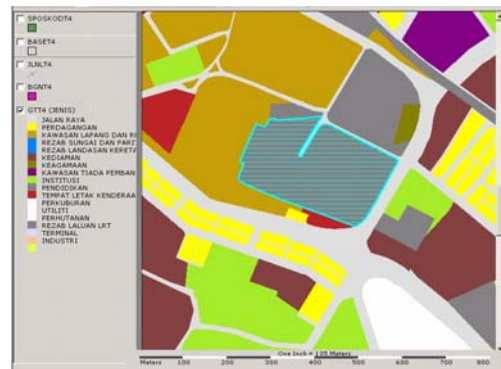 SPOSKODT4
BASET4
JLNLT4
BGNT4
GTT4 (JENIS)
JALAN RAYA
PERDAGANGAN
KAWASAN LAPANG DAN RE
REZAB SUNGAI DAN PARI
REZAB LANDASAN KERETA
KEDIAMAN
KEAGAMAAN
KAWASAN TIADA PEMBAN
INSTITUSI
PENDIDIKAN
TEMPAT LETAK KENDERAA
PERKUBURAN
UTILITI
PERHUTANAN
REZAB LALUAN LRT
TERMINAL
INDUSTRI
One Inch = 135 Meters
Meters 100 200 300 400 500 600 700 800